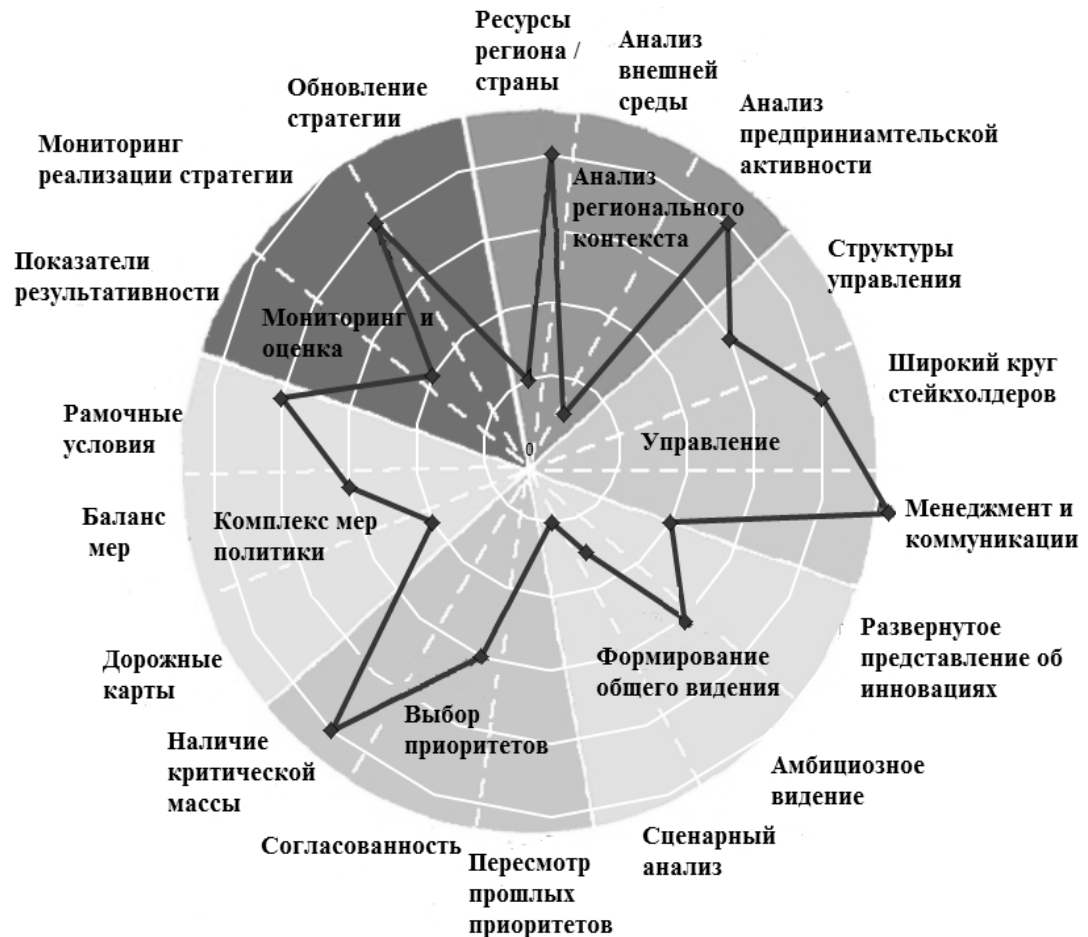 Ресурсы
региона /
страны
Анализ
внешней
среды
Анализ
предприниамтельской
активности
Структуры
управления
Широкий круг
стейкхолдеров
Менеджмент и
коммуникации
Развернутое
представление об
инновациях
Амбициозное
видение
Сценарный
анализ
Пересмотр
прошлых
приоритетов
Согласованность
Наличие
критической
массы
Дорожные
карты
Баланс
мер
Рамочные
условия
Показатели
результативности
Мониторинг
реализации стратегии
Обновление
стратегии
Анализ
регионального
контекста
Управление
Формирование
общего видения
Выбор
приоритетов
Комплекс мер
политики
Мониторинг и
оценка
0